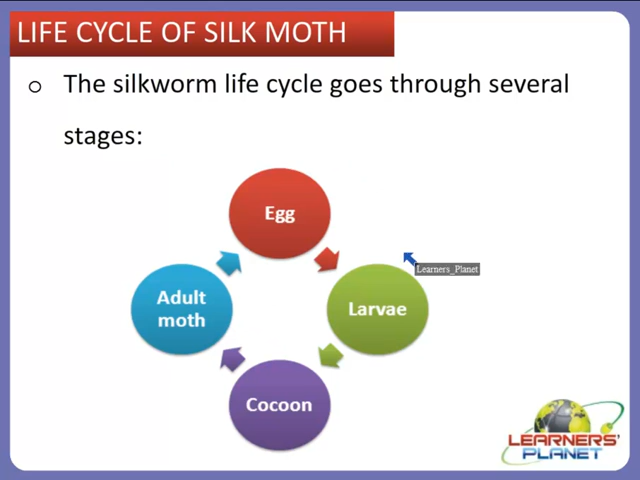 LIFE CYCLE OF SILK MOTH
o The silkworm life cycle goes through several
stages:
Egg
Learners_Planet
Adult
moth
Larvae
Cocoon
LEARNERS'
PLANET